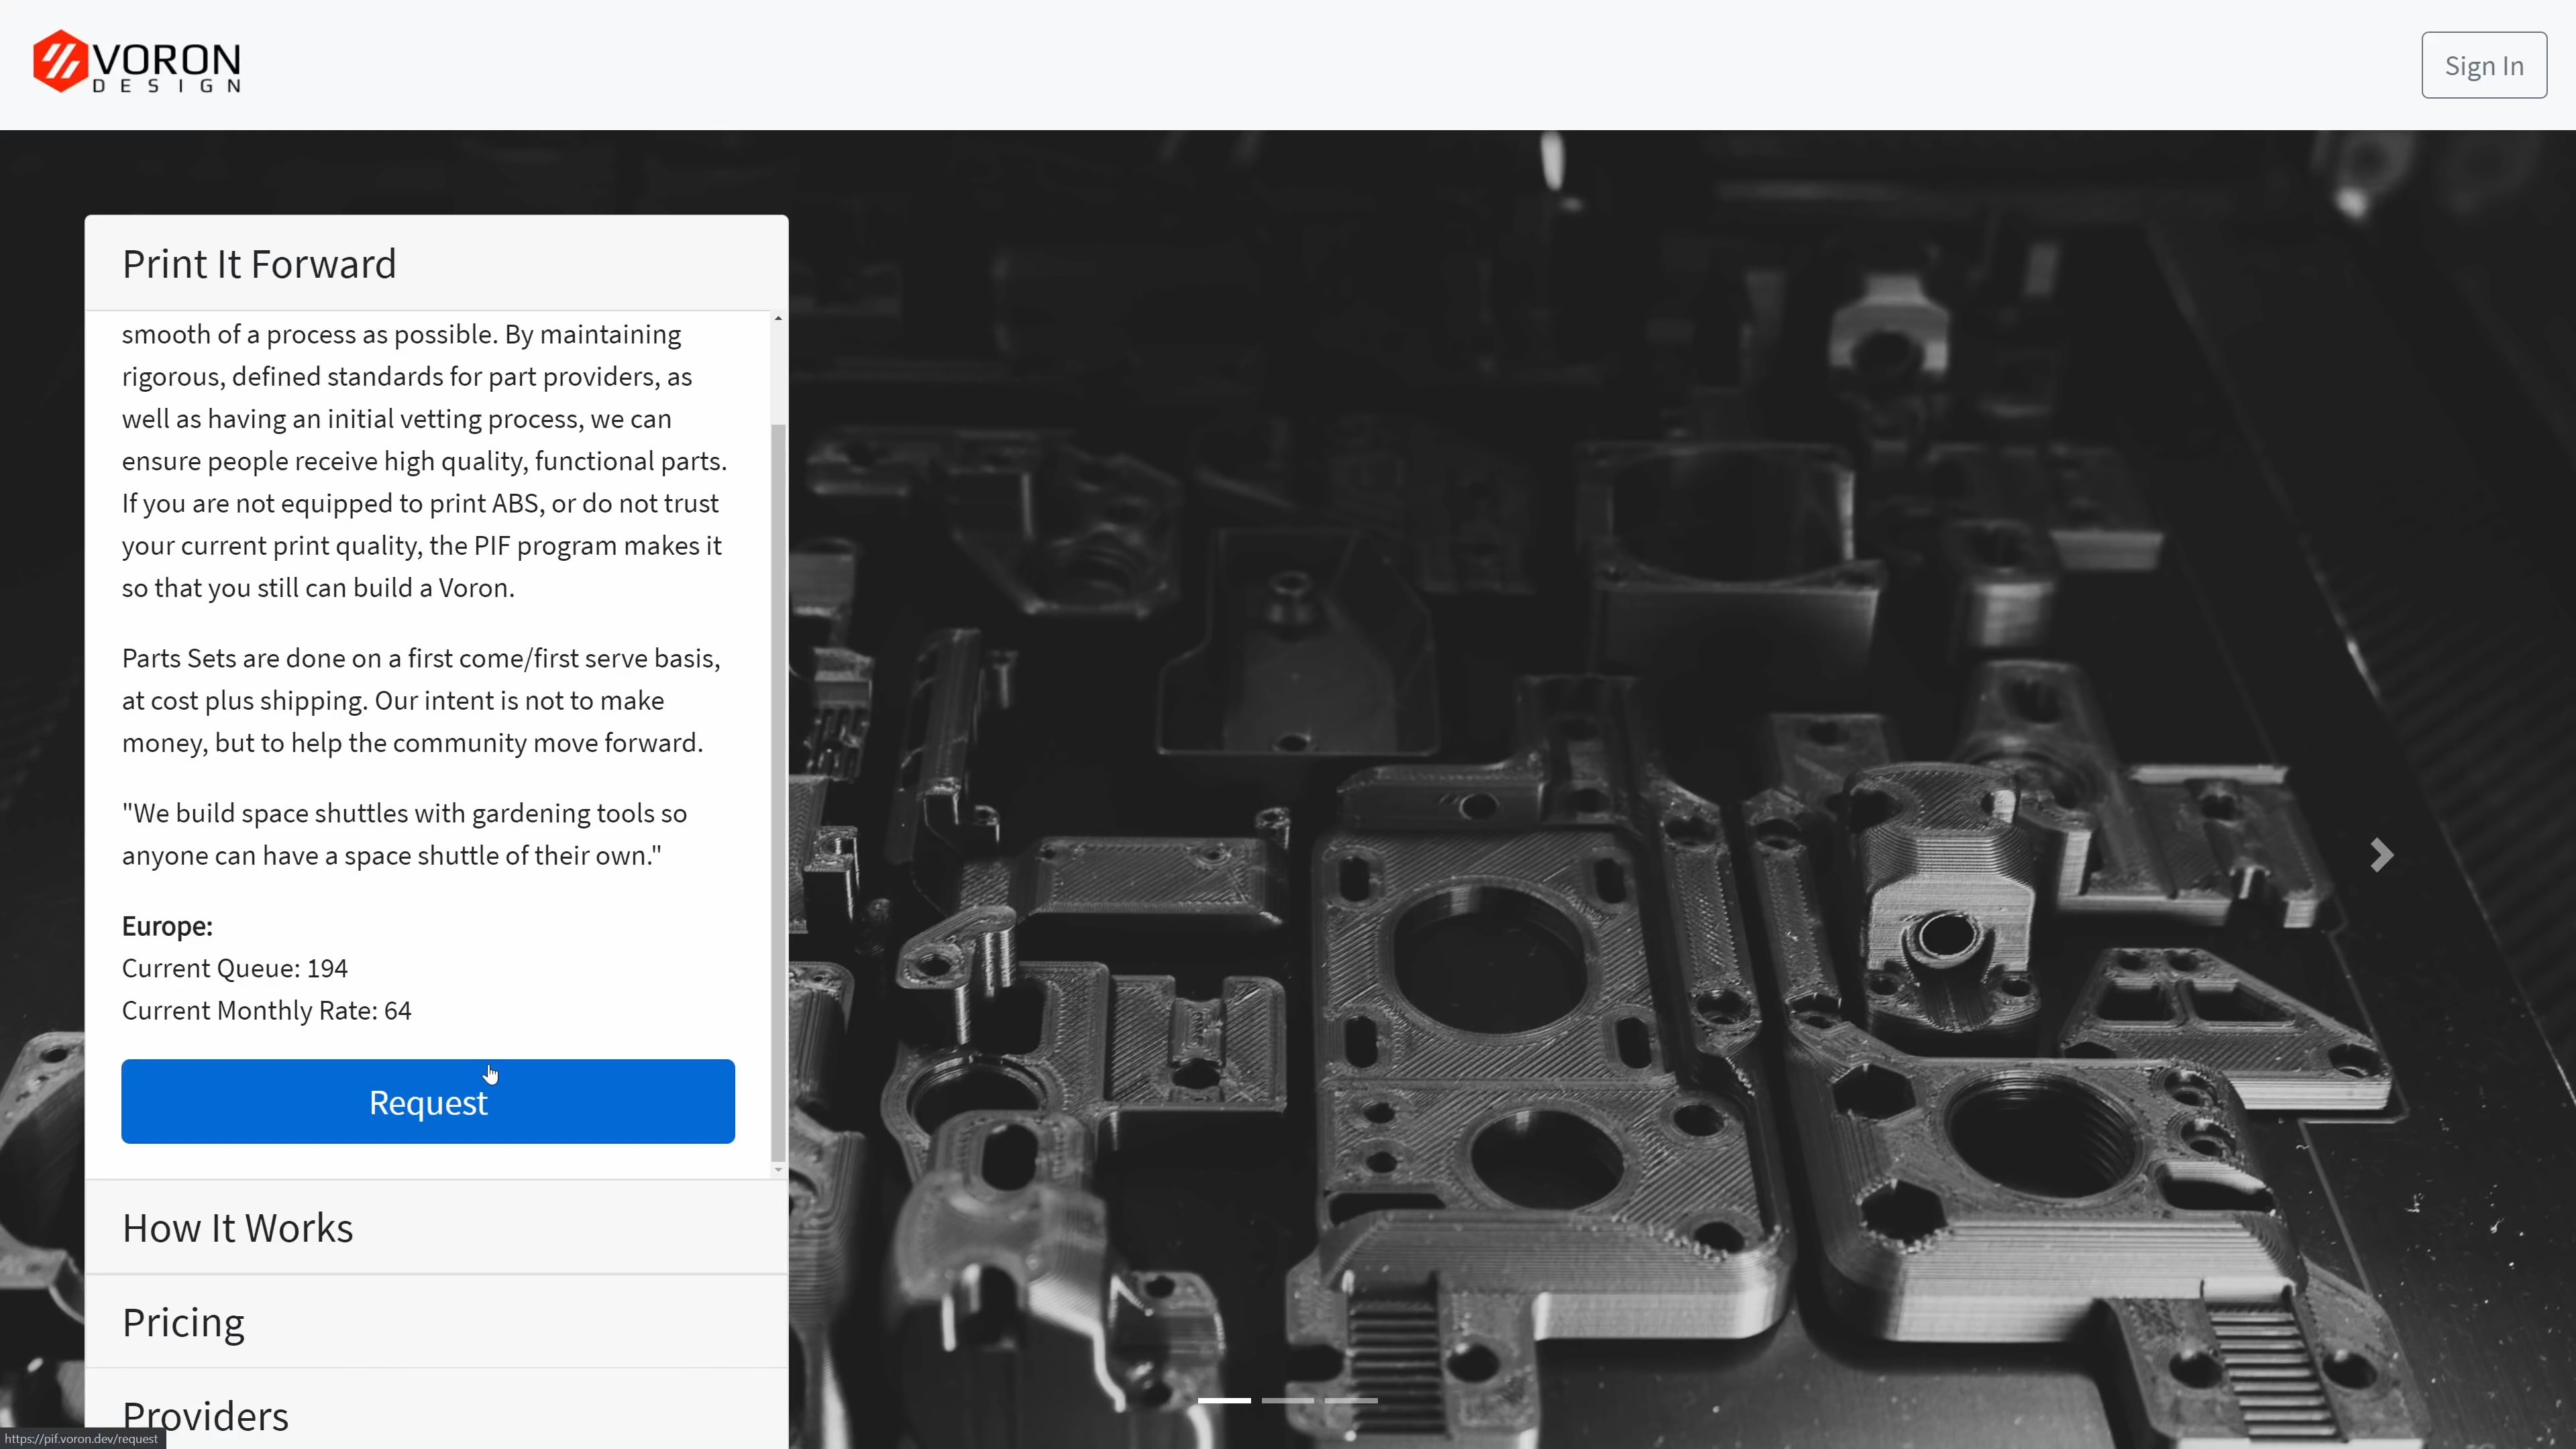 VORON
DESIGN
Sign In
Print It Forward
smooth of a process as possible. By maintaining
rigorous, defined standards for part providers, as
well as having an initial vetting process, we can
ensure people receive high quality, functional parts.
If you are not equipped to print ABS, or do not trust
your current print quality, the PIF program makes it
so that you still can build a Voron.
Parts Sets are done on a first come/first serve basis,
at cost plus shipping. Our intent is not to make
money, but to help the community move forward.
"We build space shuttles with gardening tools so
anyone can have a space shuttle of their own."
Europe:
Current Queue: 194
Current Monthly Rate: 64
Request
How It Works
Pricing
Providers
https://pif.voron.dev/request